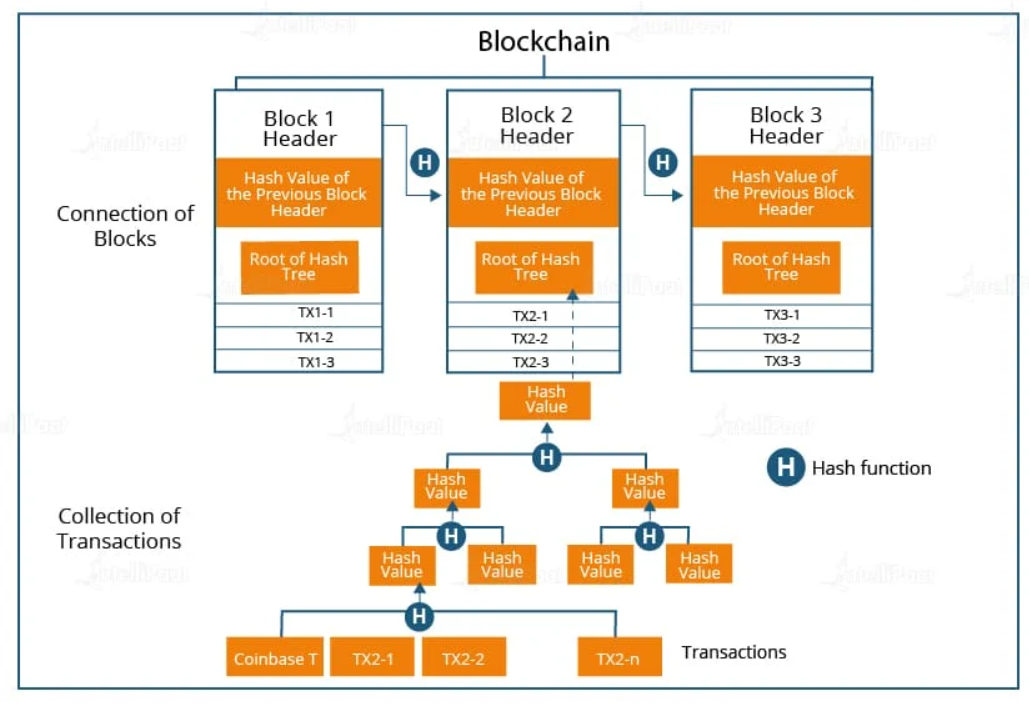 Blockchain
Block 1
Header
Hash Value of
the Previous Block
Header
Root of Hash
Tree
TX1-1
TX1-2
TX1-3
H
Block 2
Header
Hash Value of
the Previous Block
Header
Root of Hash
Tree
TX2-1
TX2-2
TX2-3
H
Block 3
Header
Hash Value of
the Previous Block
Header
Root of Hash
Tree
TX3-1
TX3-2
TX3-3
Connection of
Blocks
Hash
Value
H
Hash
Value
Hash
Value
H Hash function
Collection of
Transactions
H
H
Hash
Value
Hash
Value
Hash
Value
Hash
Value
H
Coinbase T
TX2-1
TX2-2
TX2-n
Transactions